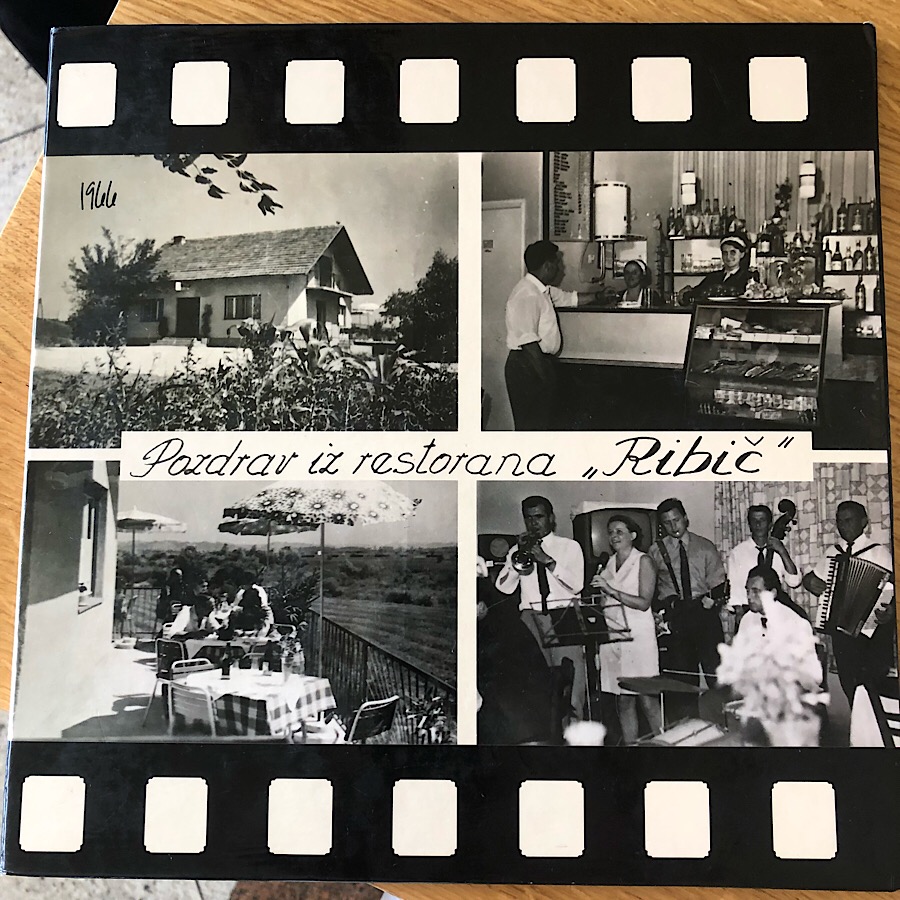 1966
Pozdrav iz restorana „Ribič“